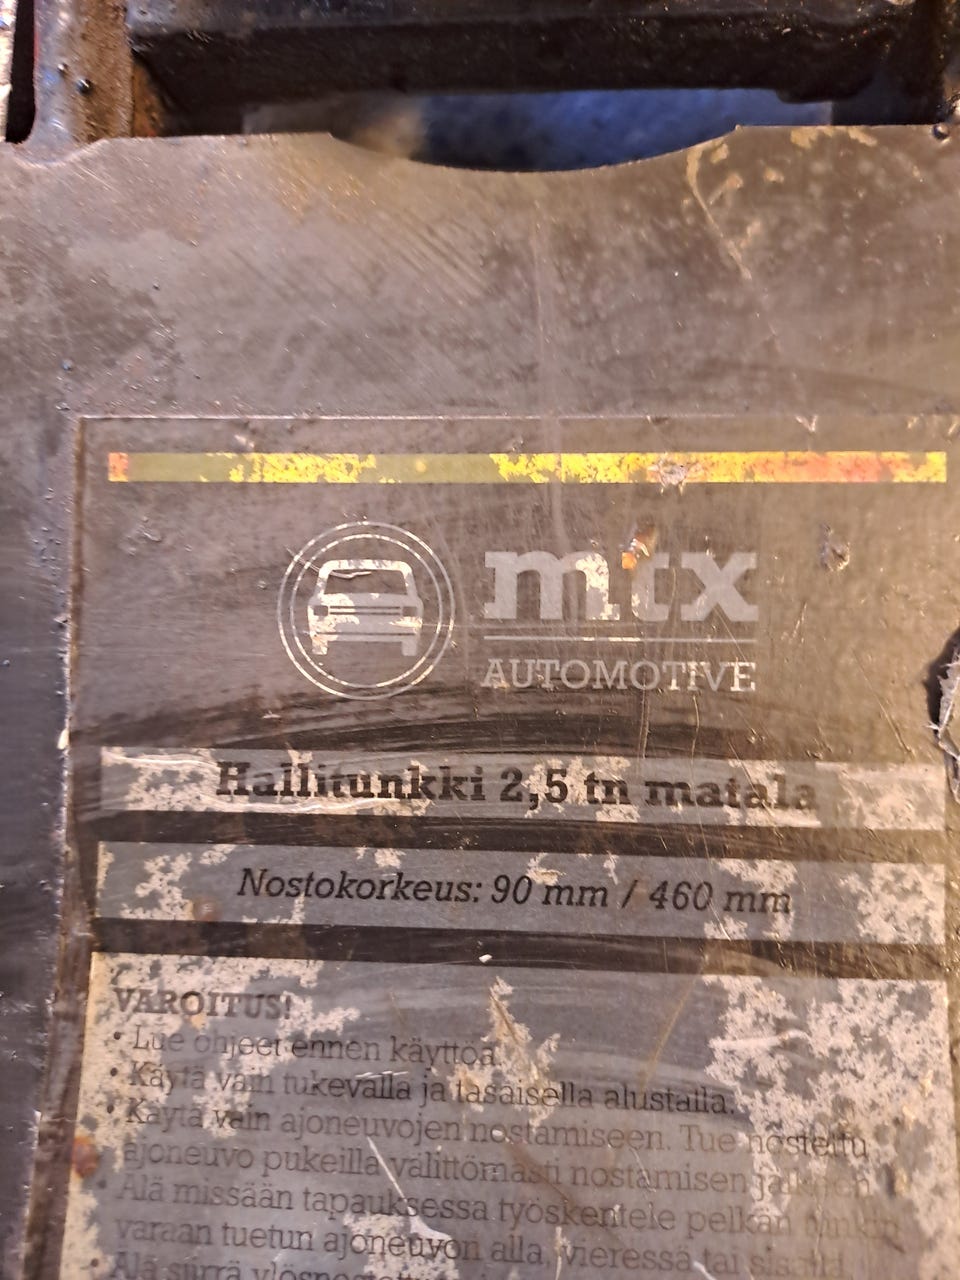 mtx
AUTOMOTIVE
Hallitunkki 2,5 tn matala
Nostokorkeus: 90 mm / 460 mm
VAROITUS!
• Lue ohjeet ennen käyttöä.
• Käytä vain tukevalla ja tasaisella alustalla.
• Käytä vain ajoneuvojen nostamiseen. Tue nostettu
ajoneuvo pukeilla välittömästi nostamisen jälkeen.
Älä missään tapauksessa työskentele pelkän tunkin
varaan tuetun ajoneuvon alla, vieressä tai sisällä.
• Älä siirrä